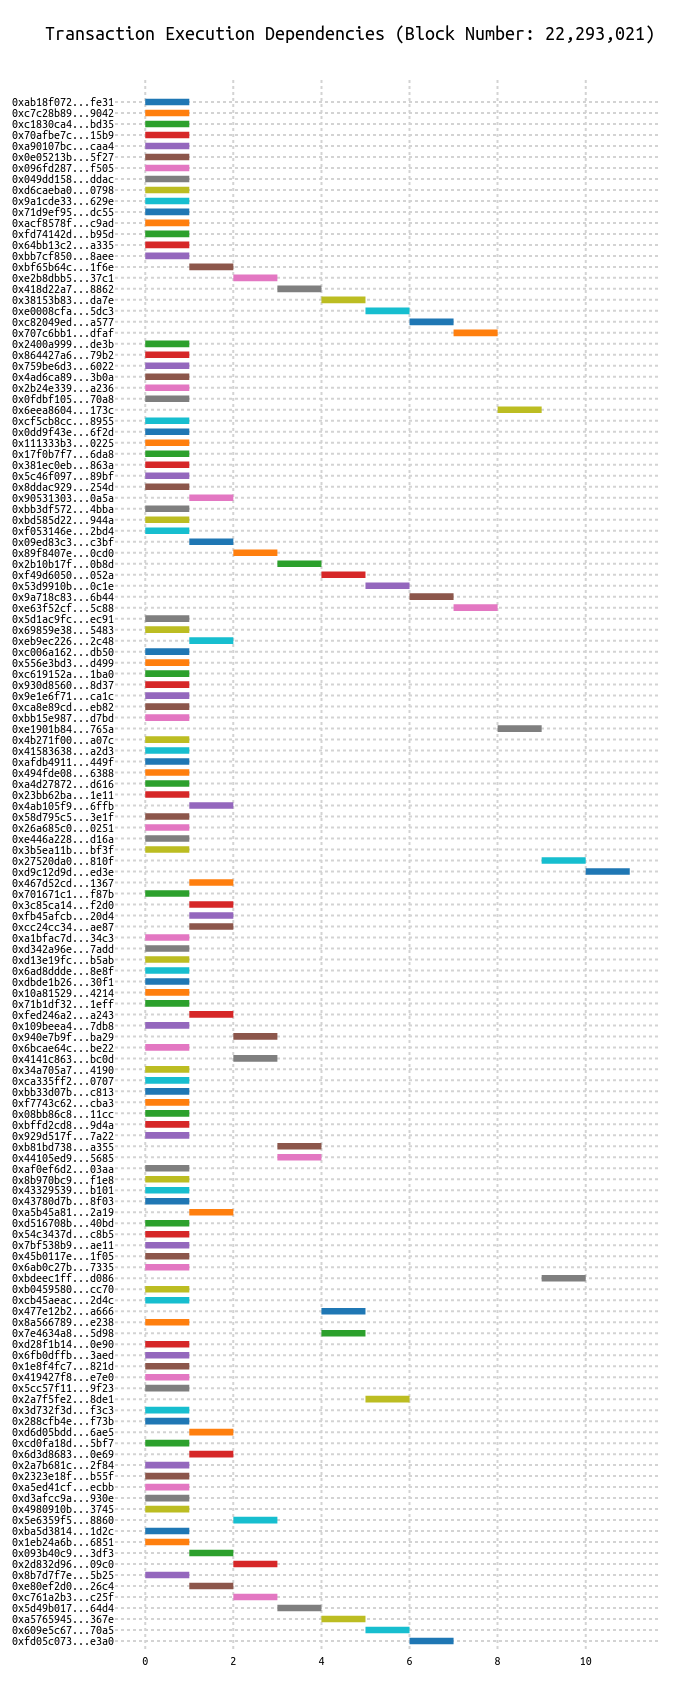 Transaction Execution Dependencies (Block Number: 22,293,021)
0xab18f072...fe31
0xc7c28b89...9042
0xc1830ca4...bd35
0x70afbe7c...15b9
0xa90107bc...caa4
0x0e05213b...5f27
0x096fd287...f505
0x049dd158...ddac
0xd6caeba0...0798
0x9a1cde33...629e
0x71d9ef95...dc55
0xacf8578f...c9ad
0xfd74142d...b95d
0x64bb13c2...a335
0xbb7cf850...8aee
0xbf65b64c...1f6e
0xe2b8dbb5...37c1
0x418d22a7...8862
0x38153b83...da7e
0xe0008cfa...5dc3
0xc82049ed...a577
0x707c6bb1...dfaf
0x2400a999...de3b
0x864427a6...79b2
0x759be6d3...6022
0x4ad6ca89...3b0a
0x2b24e339...a236
0x0fdbf105...70a8
0x6eea8604...173c
0xcf5cb8cc...8955
0x0dd9f43e...6f2d
0x111333b3...0225
0x17f0b7f7...6da8
0x381ec0eb...863a
0x5c46f097...89bf
0x8ddac929...254d
0x90531303...0a5a
0xbb3df572...4bba
0xbd585d22...944a
0xf053146e...2bd4
0x09ed83c3...c3bf
0x89f8407e...0cd0
0x2b10b17f...0b8d
0xf49d6050...052a
0x53d9910b...0c1e
0x9a718c83...6b44
0xe63f52cf...5c88
0x5d1ac9fc...ec91
0x69859e38...5483
0xeb9ec226...2c48
0xc006a162...db50
0x556e3bd3...d499
0xc619152a...1ba0
0x930d8560...8d37
0x9e1e6f71...ca1c
0xca8e89cd...eb82
0xbb15e987...d7bd
0xe1901b84...765a
0x4b271f00...a07c
0x41583638...a2d3
0xafdb4911...449f
0x494fde08...6388
0xa4d27872...d616
0x23bb62ba...1e11
0x4ab105f9...6ffb
0x58d795c5...3e1f
0x26a685c0...0251
0xe446a228...d16a
0x3b5ea11b...bf3f
0x27520da0...810f
0xd9c12d9d...ed3e
0x467d52cd...1367
0x701671c1...f87b
0x3c85ca14...f2d0
0xfb45afcb...20d4
0xcc24cc34...ae87
0xa1bfac7d...34c3
0xd342a96e...7add
0xd13e19fc...b5ab
0x6ad8ddde...8e8f
0xdbde1b26...30f1
0x10a81529...4214
0x71b1df32...1eff
0xfed246a2...a243
0x109beea4...7db8
0x940e7b9f...ba29
0x6bcae64c...be22
0x4141c863...bc0d
0x34a705a7...4190
0xca335ff2...0707
0xbb33d07b...c813
0xf7743c62...cba3
0x08bb86c8...11cc
0xbffd2cd8...9d4a
0x929d517f...7a22
0xb81bd738...a355
0x44105ed9...5685
0xaf0ef6d2...03aa
0x8b970bc9...f1e8
0x43329539...b101
0x43780d7b...8f03
0xa5b45a81...2a19
0xd516708b...40bd
0x54c3437d...c8b5
0x7bf538b9...ae11
0x45b0117e...1f05
0x6ab0c27b...7335
0xbdeec1ff...d086
0xb0459580...cc70
0xcb45aeac...2d4c
0x477e12b2...a666
0x8a566789...e238
0x7e4634a8...5d98
0xd28f1b14...0e90
0x6fb0dffb...3aed
0x1e8f4fc7...821d
0x419427f8...e7e0
0x5cc57f11...9f23
0x2a7f5fe2...8de1
0x3d732f3d...f3c3
0x288cfb4e...f73b
0xd6d05bdd...6ae5
0xcd0fa18d...5bf7
0x6d3d8683...0e69
0x2a7b681c...2f84
0x2323e18f...b55f
0xa5ed41cf...ecbb
0xd3afcc9a...930e
0x4980910b...3745
0x5e6359f5...8860
0xba5d3814...1d2c
0x1eb24a6b...6851
0x093b40c9...3df3
0x2d832d96...09c0
0x8b7d7f7e...5b25
0xe80ef2d0...26c4
0xc761a2b3...c25f
0x5d49b017...64d4
0xa5765945...367e
0x609e5c67...70a5
0xfd05c073...e3a0
0 2 4 6 8 10